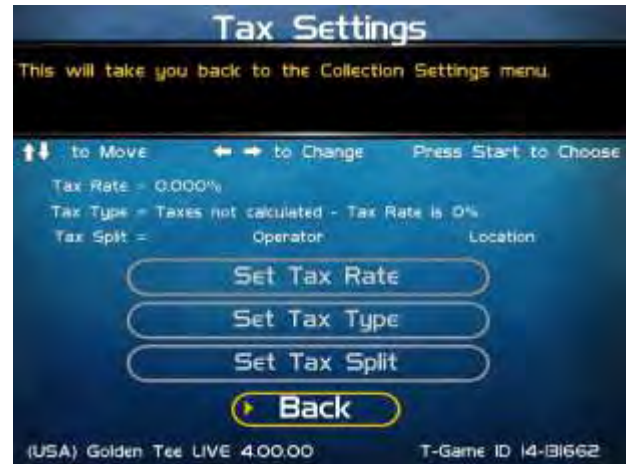 Tax Settings
This will take you back to the Collection Settings menu.
to Move to Change Press Start to Choose
Tax Rate = 0.000%
Tax Type = Taxes not calculated - Tax Rate is 0%
Tax Split = Operator Location
Set Tax Rate
Set Tax Type
Set Tax Split
Back
(USA) Golden Tee LIVE 4.00.00 T-Game ID 14-131662